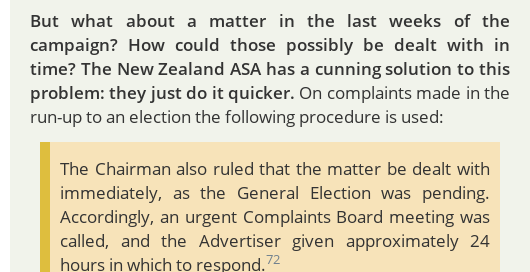 But what about a matter in the last weeks of the
campaign? How could those possibly be dealt with in
time? The New Zealand ASA has a cunning solution to this
problem: they just do it quicker. On complaints made in the
run-up to an election the following procedure is used:
The Chairman also ruled that the matter be dealt with
immediately, as the General Election was pending.
Accordingly, an urgent Complaints Board meeting was
called, and the Advertiser given approximately 24
hours in which to respond.72